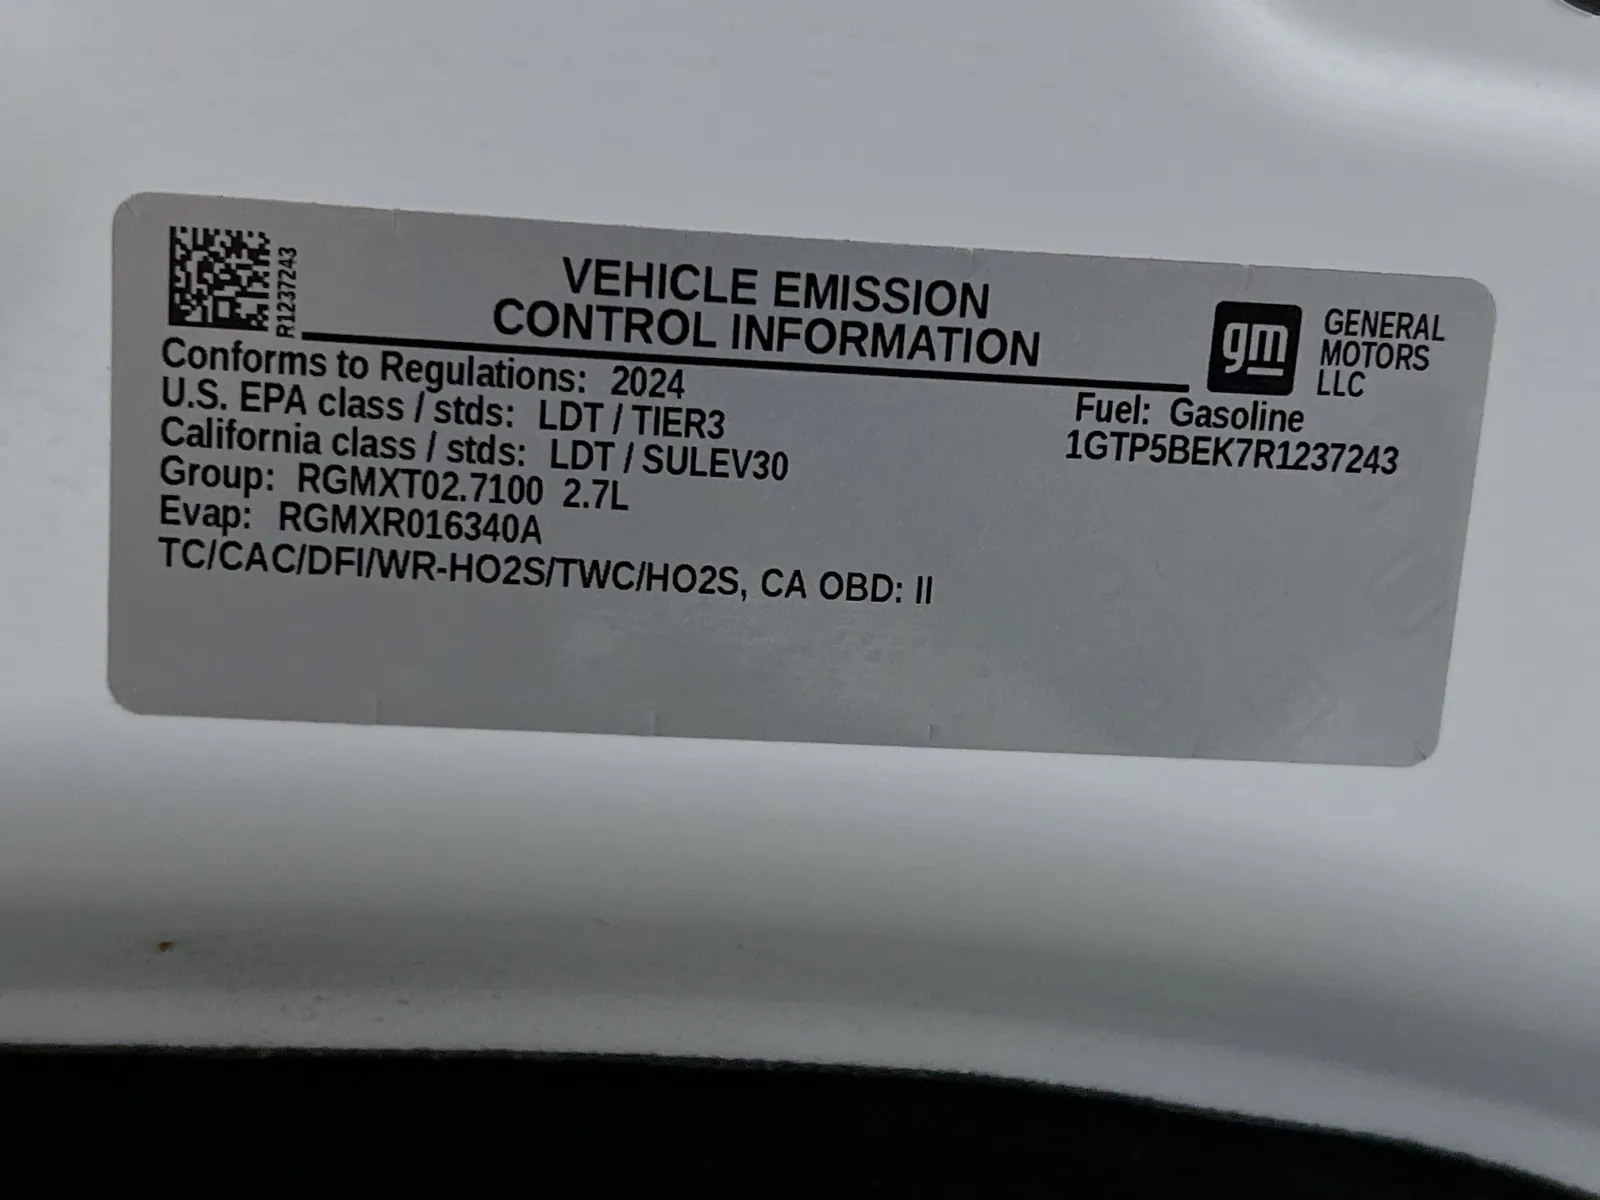 R1237243
VEHICLE EMISSION
CONTROL INFORMATION
gm
GENERAL
MOTORS
LLC
Conforms to Regulations: 2024
U.S. EPA class / stds: LDT / TIER3
California class / stds: LDT / SULEV30
Group: RGMXT02.7100 2.7L
Evap: RGMXR016340A
TC/CAC/DFI/WR-HO2S/TWC/HO2S, CA OBD: II
Fuel: Gasoline
1GTP5BEK7R1237243